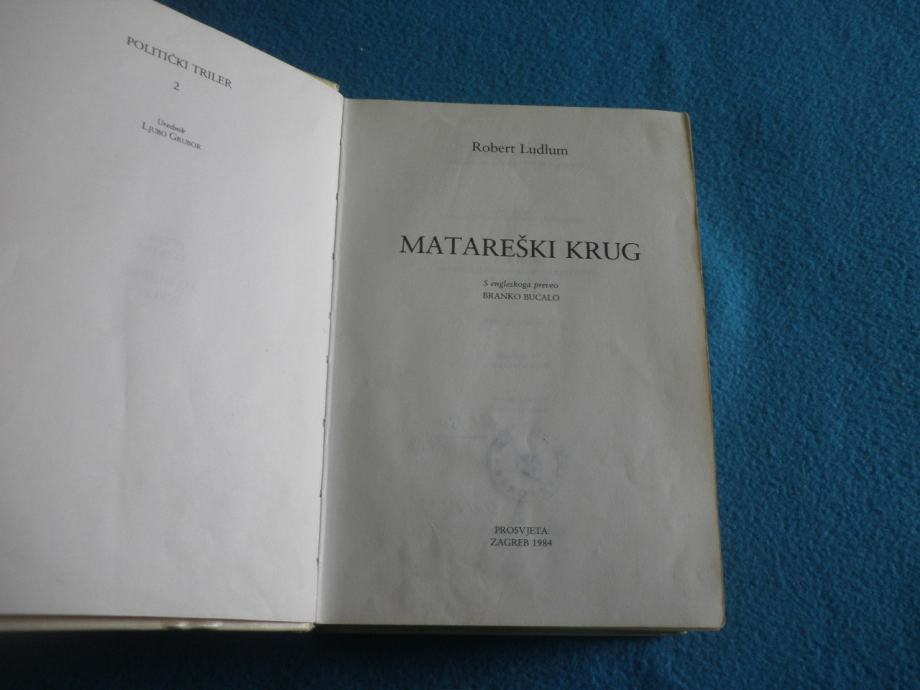 POLITIČKI TRILER
2
Urednik
LJUBO GRUBOR
Robert Ludlum
MATAREŠKI KRUG
S engleskoga preveo
BRANKO BUCALO
PROSVJETA
ZAGREB 1984